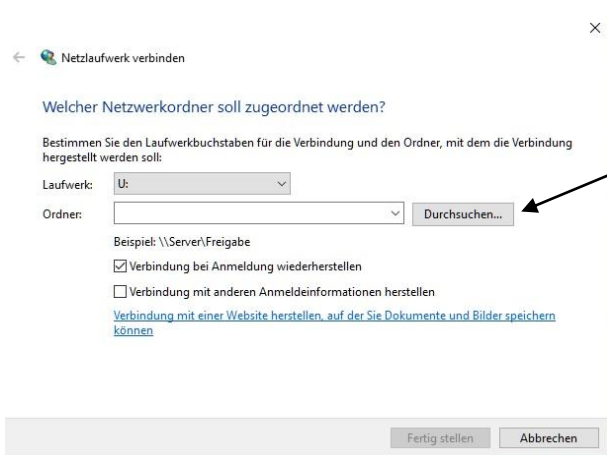 Netzlaufwerk verbinden
Welcher Netzwerkordner soll zugeordnet werden?
Bestimmen Sie den Laufwerkbuchstaben für die Verbindung und den Ordner, mit dem die Verbindung
hergestellt werden soll:
Laufwerk: U:
Ordner: Durchsuchen...
Beispiel: \\Server\Freigabe
Verbindung bei Anmeldung wiederherstellen
Verbindung mit anderen Anmeldeinformationen herstellen
Verbindung mit einer Website herstellen, auf der Sie Dokumente und Bilder speichern
können
Fertig stellen Abbrechen